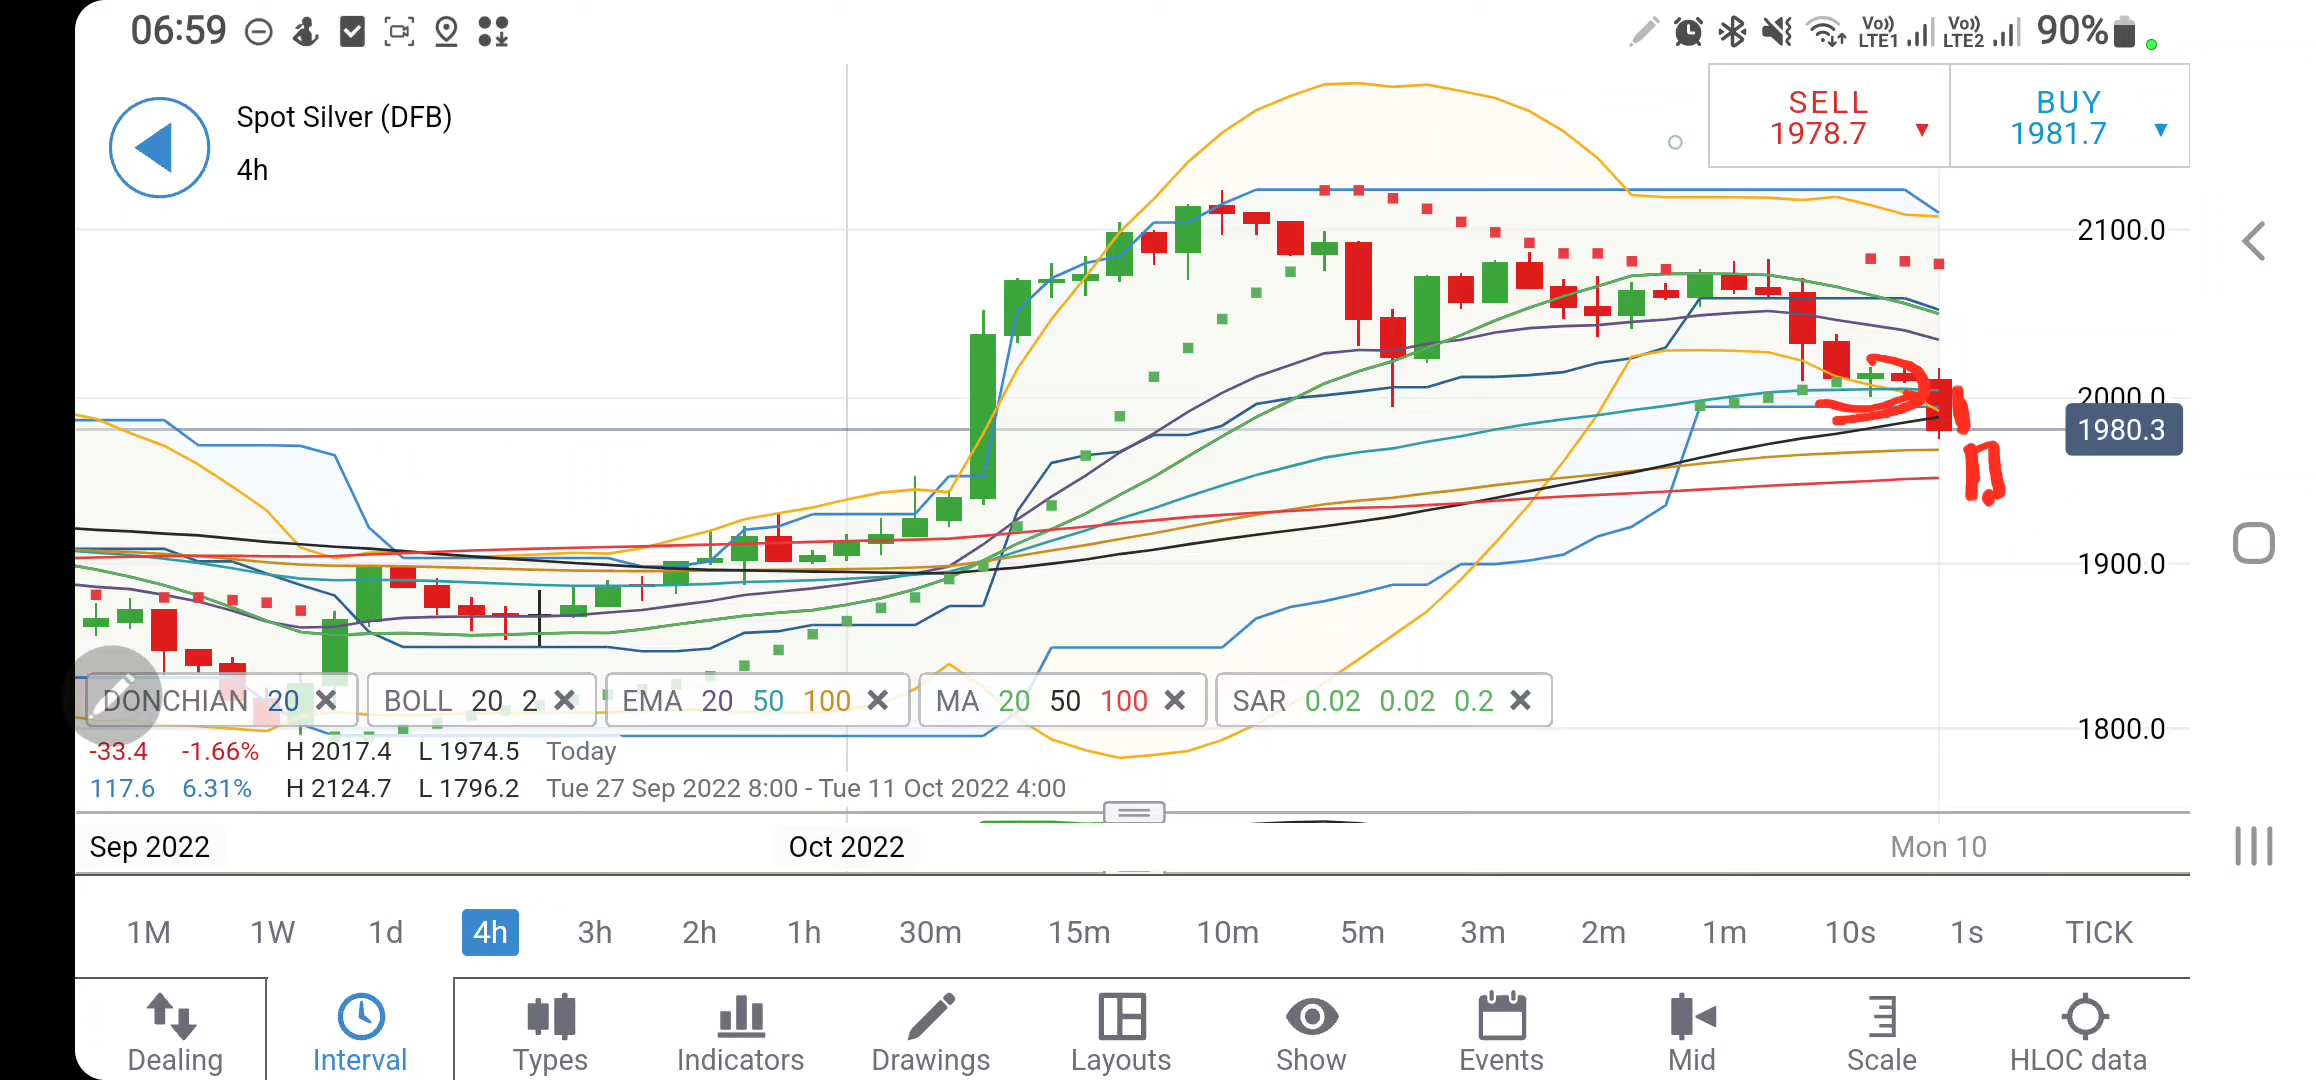 06:59
Vo)) LTE1 Vo)) LTE2 90%
Spot Silver (DFB)
4h
SELL
1978.7
BUY
1981.7
2100.0
2000.0
1980.3
1900.0
1800.0
DONCHIAN 20
BOLL 20 2
EMA 20 50 100
MA 20 50 100
SAR 0.02 0.02 0.2
-33.4 -1.66% H 2017.4 L 1974.5 Today
117.6 6.31% H 2124.7 L 1796.2 Tue 27 Sep 2022 8:00 - Tue 11 Oct 2022 4:00
Sep 2022 Oct 2022 Mon 10
1M 1W 1d 4h 3h 2h 1h 30m 15m 10m 5m 3m 2m 1m 10s 1s TICK
Dealing Interval Types Indicators Drawings Layouts Show Events Mid Scale HLOC data